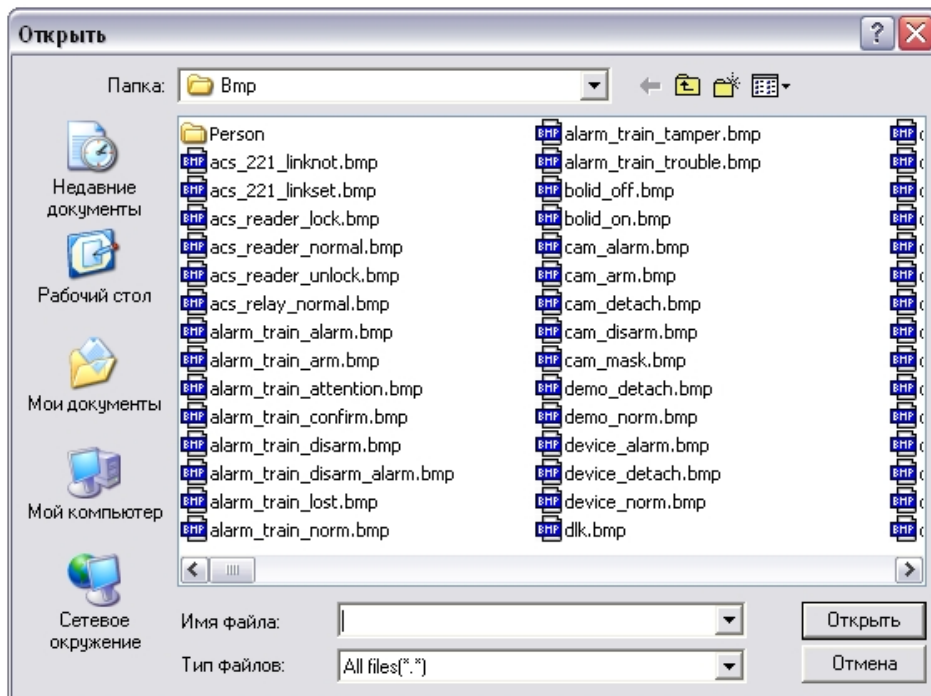 Открыть
Папка:
Bmp
Недавние
документы
Рабочий стол
Мои документы
Мой компьютер
Сетевое
окружение
Person
acs_221_linknot.bmp
acs_221_linkset.bmp
acs_reader_lock.bmp
acs_reader_normal.bmp
acs_reader_unlock.bmp
acs_relay_normal.bmp
alarm_train_alarm.bmp
alarm_train_arm.bmp
alarm_train_attention.bmp
alarm_train_confirm.bmp
alarm_train_disarm.bmp
alarm_train_disarm_alarm.bmp
alarm_train_lost.bmp
alarm_train_norm.bmp
alarm_train_tamper.bmp
alarm_train_trouble.bmp
bolid_off.bmp
bolid_on.bmp
cam_alarm.bmp
cam_arm.bmp
cam_detach.bmp
cam_disarm.bmp
cam_mask.bmp
demo_detach.bmp
demo_norm.bmp
device_alarm.bmp
device_detach.bmp
device_norm.bmp
dlk.bmp
Имя файла:
Открыть
Тип файлов:
All files(*.*)
Отмена